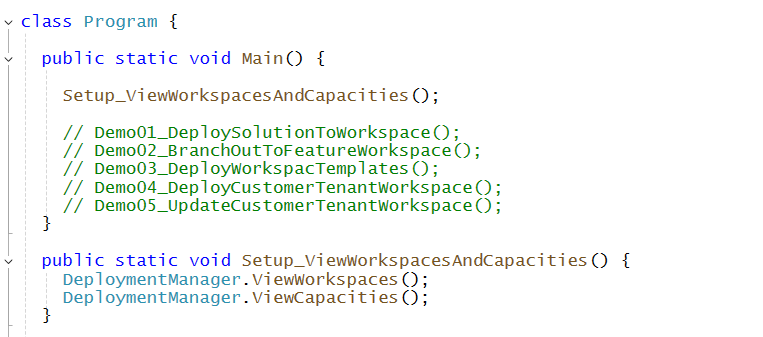 class Program {
public static void Main() {
Setup_ViewWorkspacesAndCapacities();
// Demo01_DeploySolutionToWorkspace();
// Demo02_BranchOutToFeatureWorkspace();
// Demo03_DeployWorkspacTemplates();
// Demo04_DeployCustomerTenantWorkspace();
// Demo05_UpdateCustomerTenantWorkspace();
}
public static void Setup_ViewWorkspacesAndCapacities() {
DeploymentManager.ViewWorkspaces();
DeploymentManager.ViewCapacities();
}